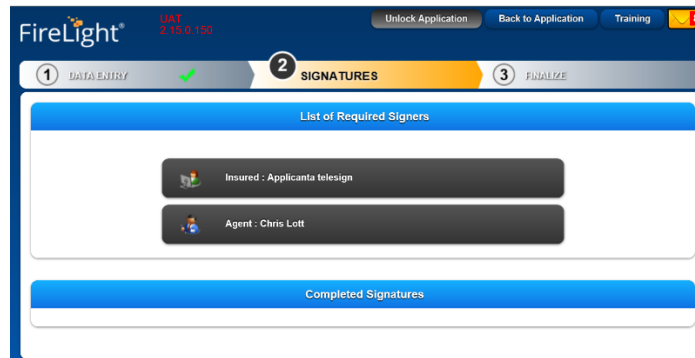 FireLight®
UAT
2.15.0.150
Unlock Application
Back to Application
Training
1 DATA ENTRY
2 SIGNATURES
3 FINALIZE
List of Required Signers
Insured : Applicanta telesign
Agent : Chris Lott
Completed Signatures